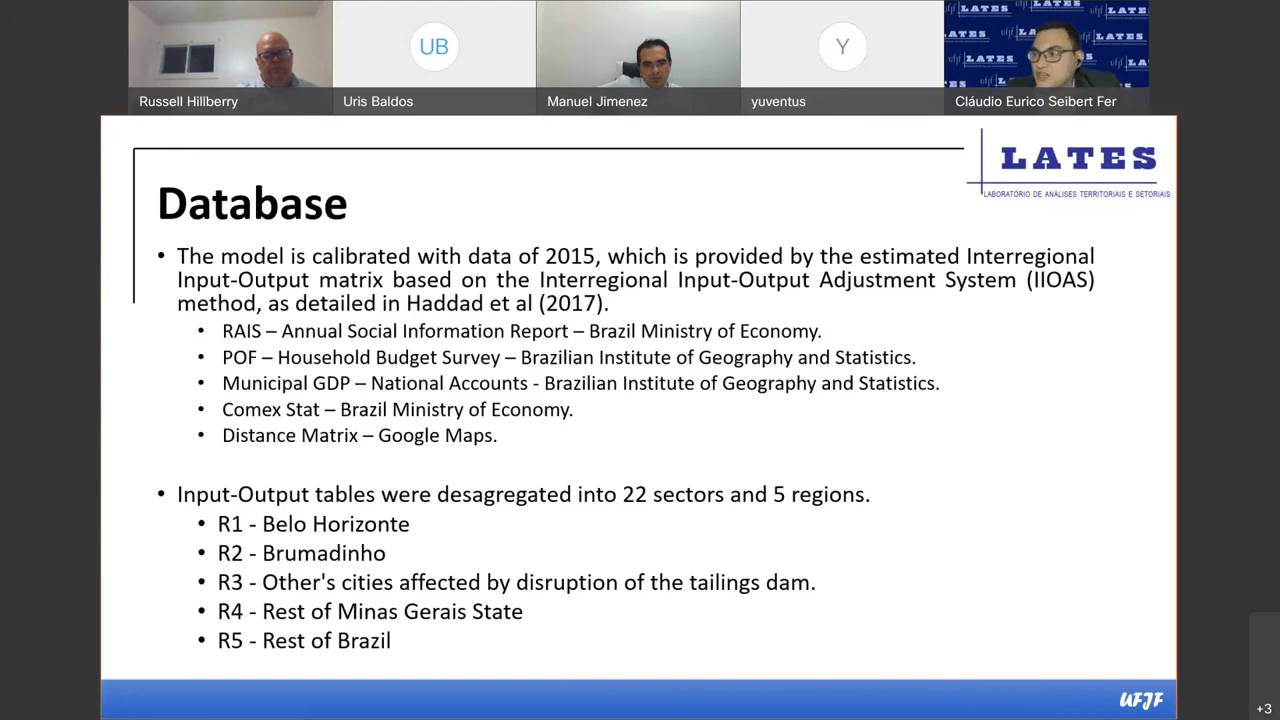 LATES
LATES
LATES
UB
Y
Russell Hillberry
Uris Baldos
Manuel Jimenez
yuventus
Cláudio Eurico Seibert Fer
LATES
LABORATÓRIO DE ANÁLISES TERRITORIAIS E SETORIAIS
Database
• The model is calibrated with data of 2015, which is provided by the estimated Interregional
Input-Output matrix based on the Interregional Input-Output Adjustment System (IIOAS)
method, as detailed in Haddad et al (2017).
• RAIS – Annual Social Information Report – Brazil Ministry of Economy.
• POF – Household Budget Survey – Brazilian Institute of Geography and Statistics.
• Municipal GDP – National Accounts - Brazilian Institute of Geography and Statistics.
• Comex Stat – Brazil Ministry of Economy.
• Distance Matrix – Google Maps.
• Input-Output tables were desagregated into 22 sectors and 5 regions.
• R1 - Belo Horizonte
• R2 - Brumadinho
• R3 - Other's cities affected by disruption of the tailings dam.
• R4 - Rest of Minas Gerais State
• R5 - Rest of Brazil
UFJF
+3